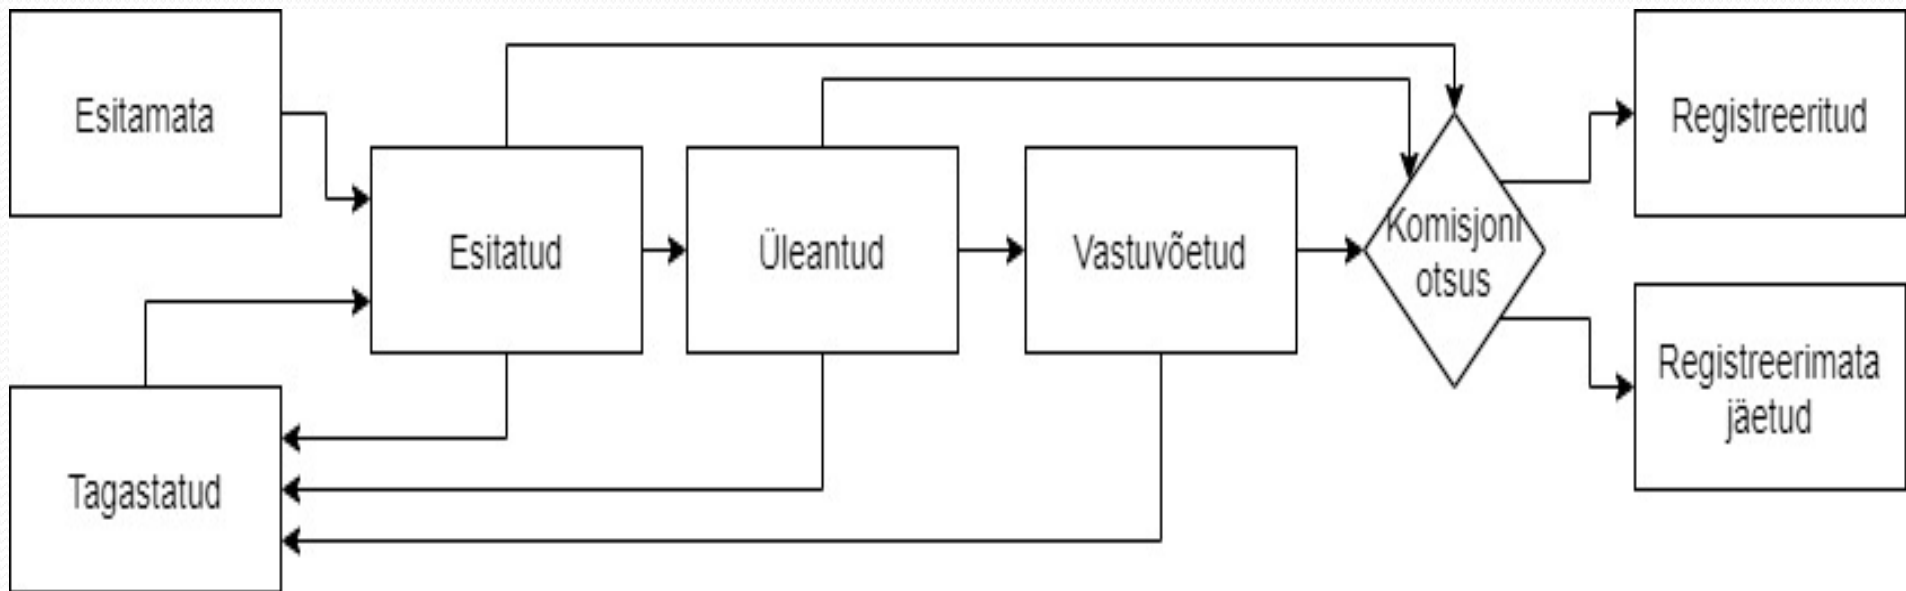 Esitamata
Registreeritud
Esitatud
Üleantud
Vastuvõetud
Komisjoni
otsus
Registreerimata
jäetud
Tagastatud